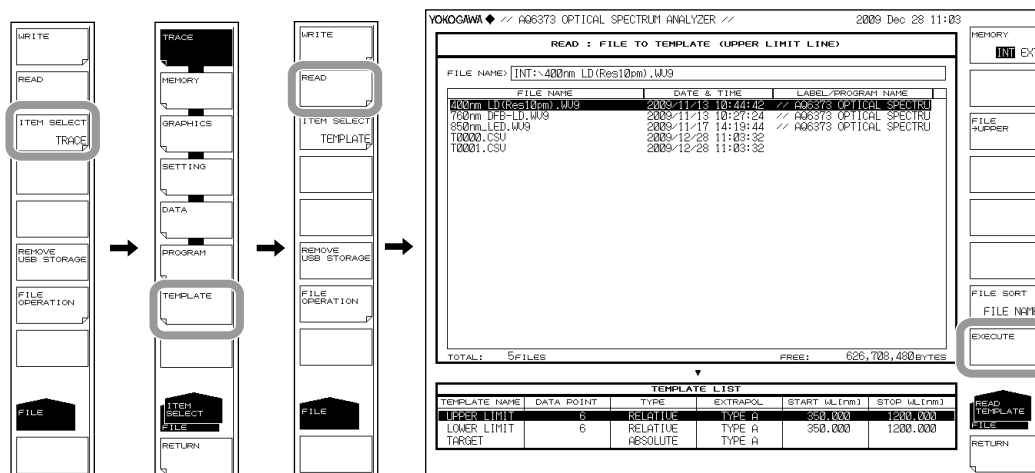 WRITE
READ
ITEM SELECT
TRACE
REMOVE
USB STORAGE
FILE
OPERATION
FILE
TRACE
MEMORY
GRAPHICS
SETTING
DATA
PROGRAM
TEMPLATE
ITEM
SELECT
FILE
RETURN
WRITE
READ
ITEM SELECT
TEMPLATE
REMOVE
USB STORAGE
FILE
OPERATION
FILE
YOKOGAWA ◆ // AQ6373 OPTICAL SPECTRUM ANALYZER // 2009 Dec 28 11:03
READ : FILE TO TEMPLATE (UPPER LIMIT LINE)
FILE NAME> INT:\400nm LD(Res10pm).WV9
FILE NAME DATE & TIME LABEL/PROGRAM NAME
400nm LD(Res10pm).WV9 2009/11/13 10:44:42 // AQ6373 OPTICAL SPECTRU
760nm DFB-LD.WV9 2009/11/13 10:27:24 // AQ6373 OPTICAL SPECTRU
850nm_LED.WV9 2009/11/17 14:19:44 // AQ6373 OPTICAL SPECTRU
T0000.CSV 2009/12/28 11:03:32
T0001.CSV 2009/12/28 11:03:32
TOTAL: 5FILES FREE: 626,708,480BYTES
TEMPLATE LIST
TEMPLATE NAME DATA POINT TYPE EXTRAPOL START WL[nm] STOP WL[nm]
UPPER LIMIT 6 RELATIVE TYPE A 350.000 1200.000
LOWER LIMIT 6 RELATIVE TYPE A 350.000 1200.000
TARGET ABSOLUTE TYPE A
MEMORY
INT EXT
FILE
→UPPER
FILE SORT
FILE NAME
EXECUTE
READ
TEMPLATE
FILE
RETURN